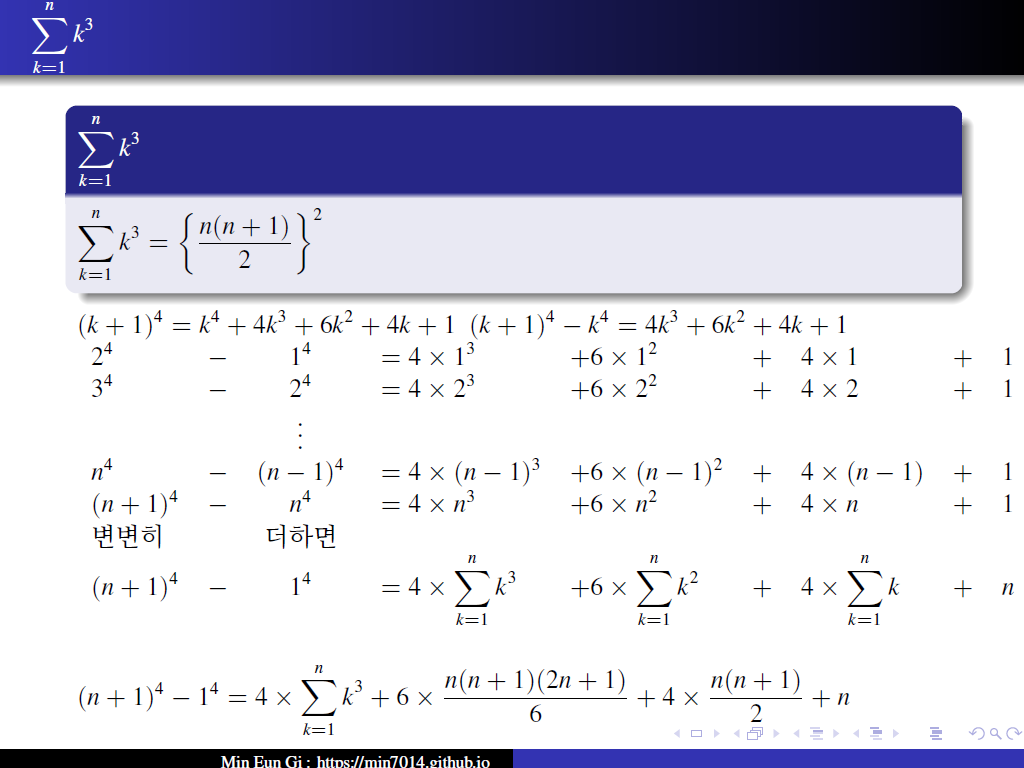 $\sum_{k=1}^{n} k^3$
$\sum_{k=1}^{n} k^3$
$\sum_{k=1}^{n} k^3 = \left\{ \frac{n(n+1)}{2} \right\}^2$
$(k+1)^4 = k^4 + 4k^3 + 6k^2 + 4k + 1 \;\; (k+1)^4 - k^4 = 4k^3 + 6k^2 + 4k + 1$
$2^4 - 1^4 = 4 \times 1^3 + 6 \times 1^2 + 4 \times 1 + 1$
$3^4 - 2^4 = 4 \times 2^3 + 6 \times 2^2 + 4 \times 2 + 1$
$\vdots$
$n^4 - (n-1)^4 = 4 \times (n-1)^3 + 6 \times (n-1)^2 + 4 \times (n-1) + 1$
$(n+1)^4 - n^4 = 4 \times n^3 + 6 \times n^2 + 4 \times n + 1$
변변히 더하면
$(n+1)^4 - 1^4 = 4 \times \sum_{k=1}^{n} k^3 + 6 \times \sum_{k=1}^{n} k^2 + 4 \times \sum_{k=1}^{n} k + n$
$(n+1)^4 - 1^4 = 4 \times \sum_{k=1}^{n} k^3 + 6 \times \frac{n(n+1)(2n+1)}{6} + 4 \times \frac{n(n+1)}{2} + n$
Min Eun Gi : https://min7014.github.io